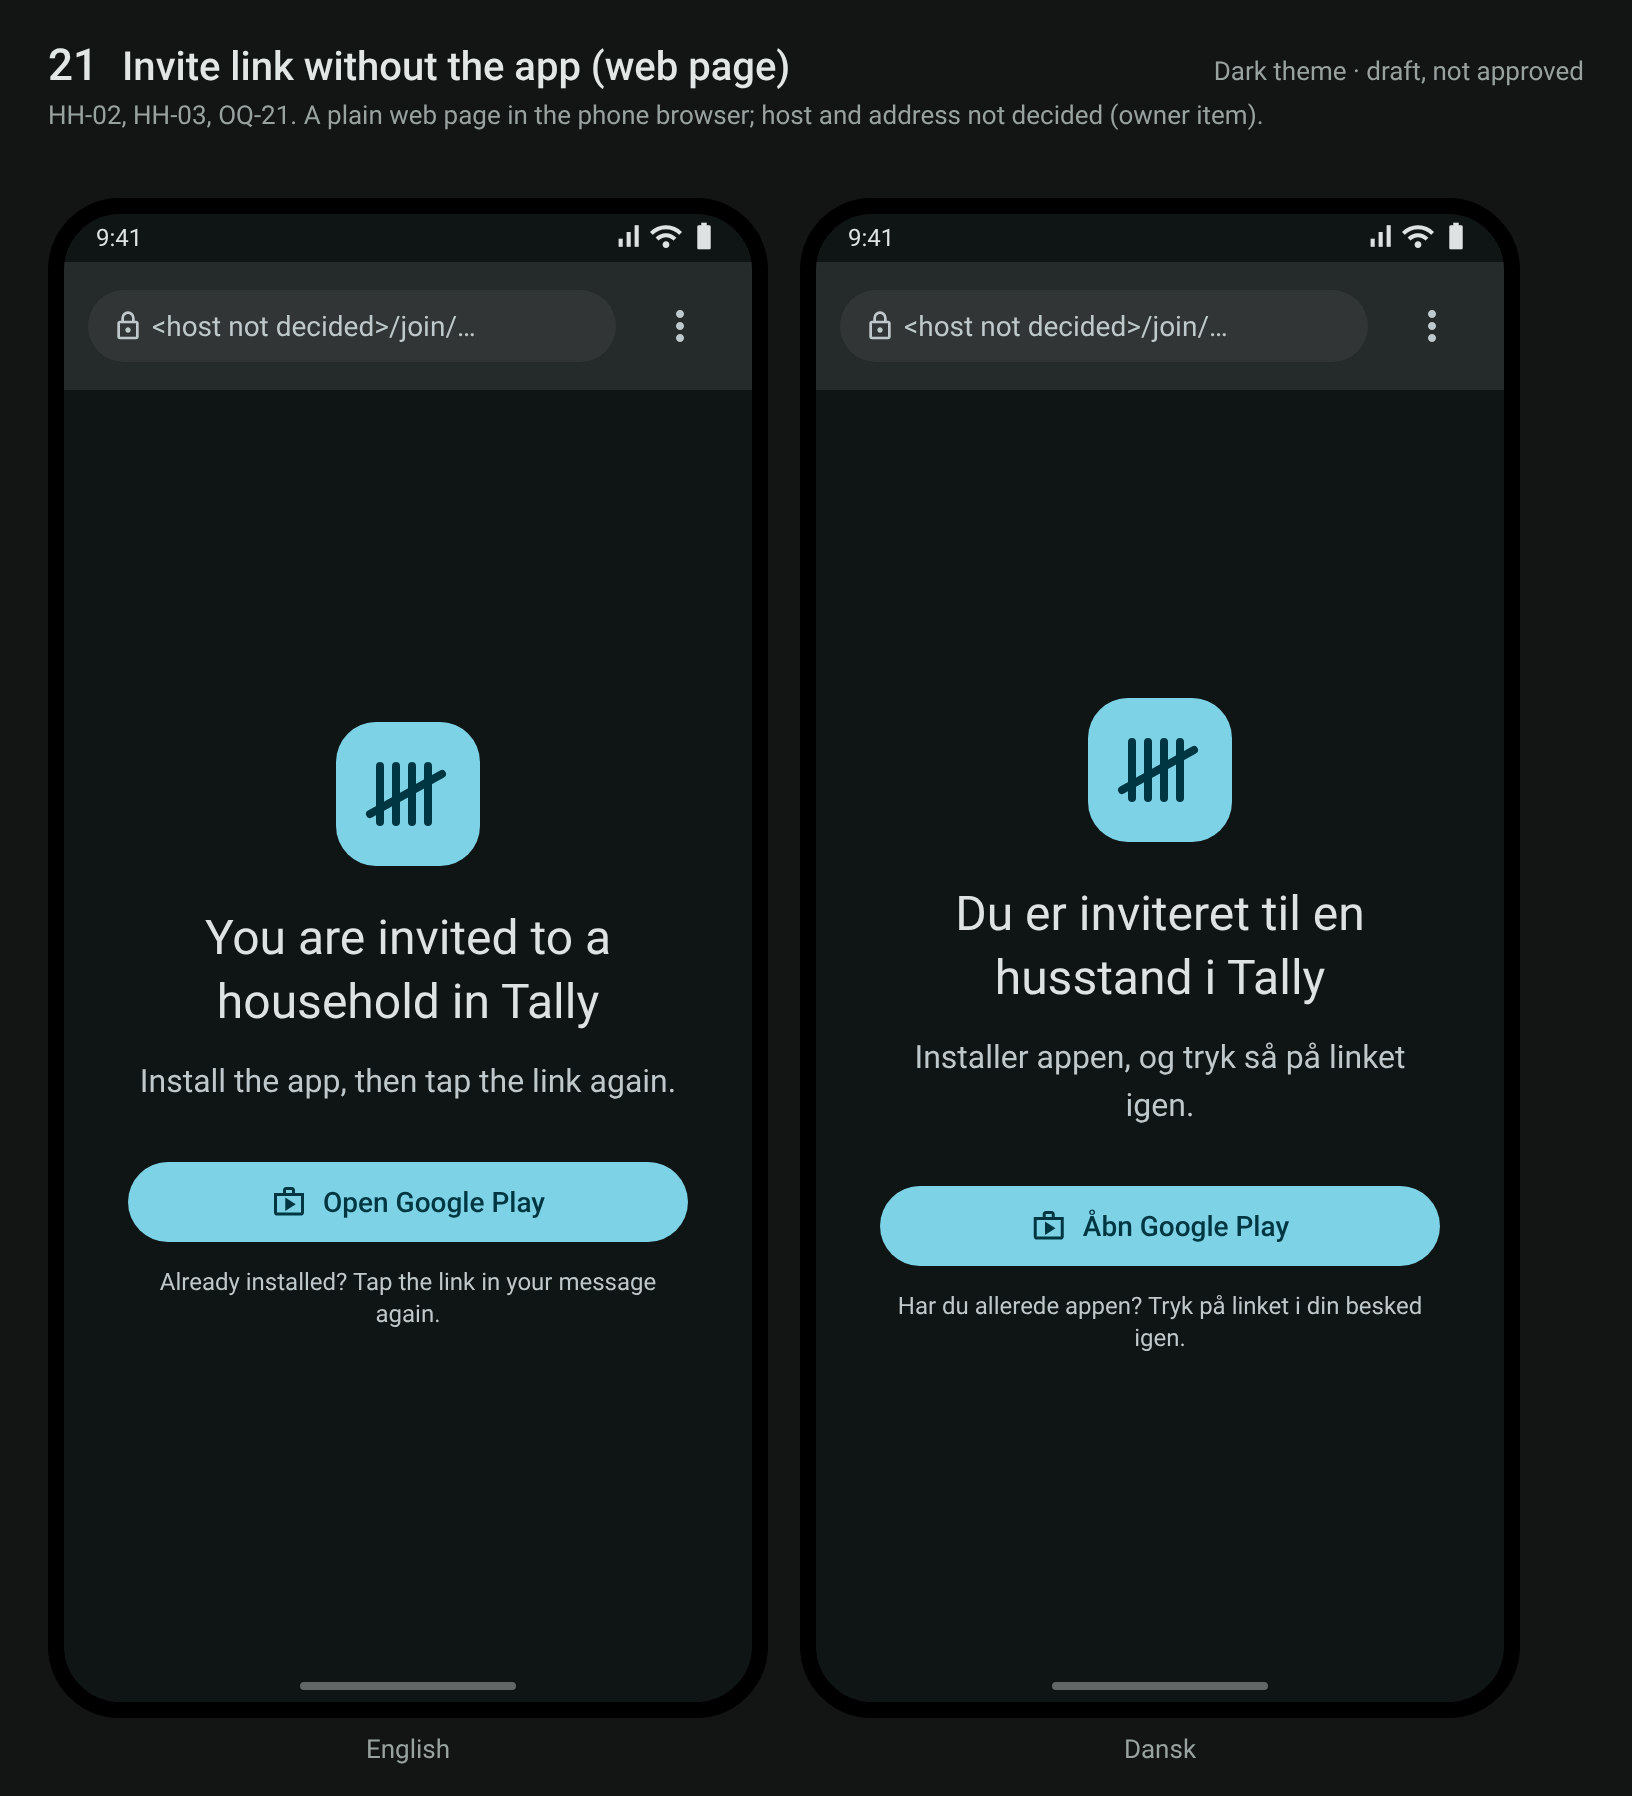 21 Invite link without the app (web page)
Dark theme · draft, not approved
HH-02, HH-03, OQ-21. A plain web page in the phone browser; host and address not decided (owner item).
9:41
<host not decided>/join/…
You are invited to a
household in Tally
Install the app, then tap the link again.
Open Google Play
Already installed? Tap the link in your message
again.
English
9:41
<host not decided>/join/…
Du er inviteret til en
husstand i Tally
Installer appen, og tryk så på linket
igen.
Åbn Google Play
Har du allerede appen? Tryk på linket i din besked
igen.
Dansk